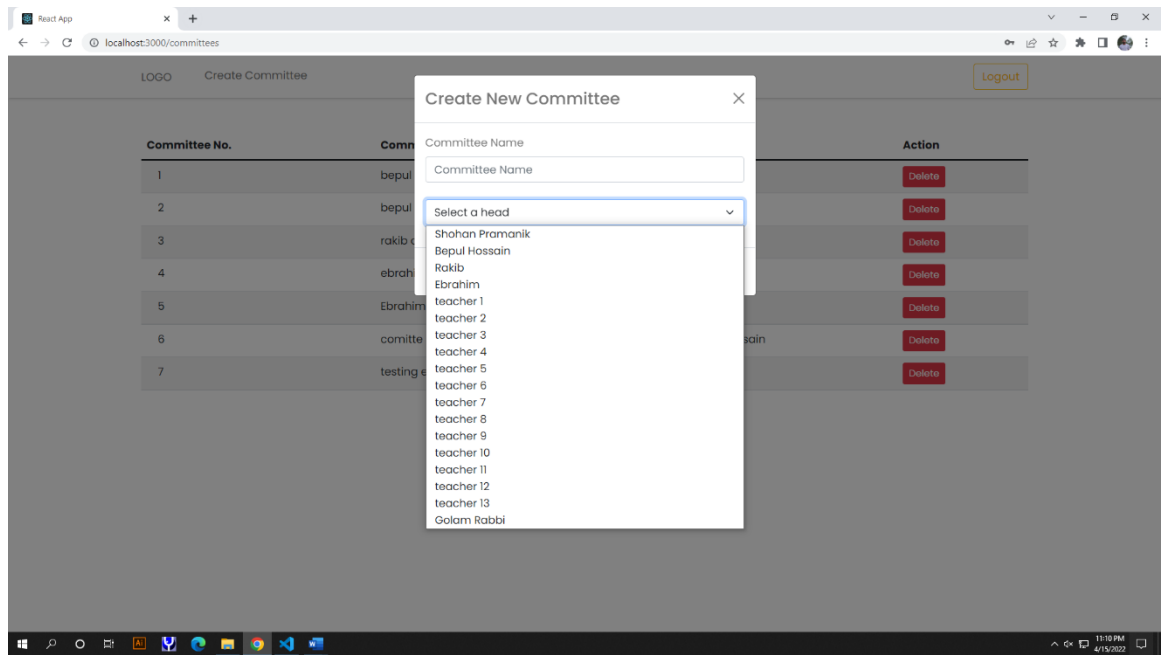 React App
localhost:3000/committees
LOGO Create Committee Logout
Create New Committee
Committee No. Action
Committee Name
Committee Name
1 bepul Delete
2 bepul Delete
3 rakib Delete
4 Delete
5 Delete
6 comitte Delete
7 testing Delete
Select a head
Shohan Pramanik
Bepul Hossain
Rakib
Ebrahim
teacher 1
teacher 2
teacher 3
teacher 4
teacher 5
teacher 6
teacher 7
teacher 8
teacher 9
teacher 10
teacher 11
teacher 12
teacher 13
Golam Rabbi
Ai
11:10 PM
4/15/2022